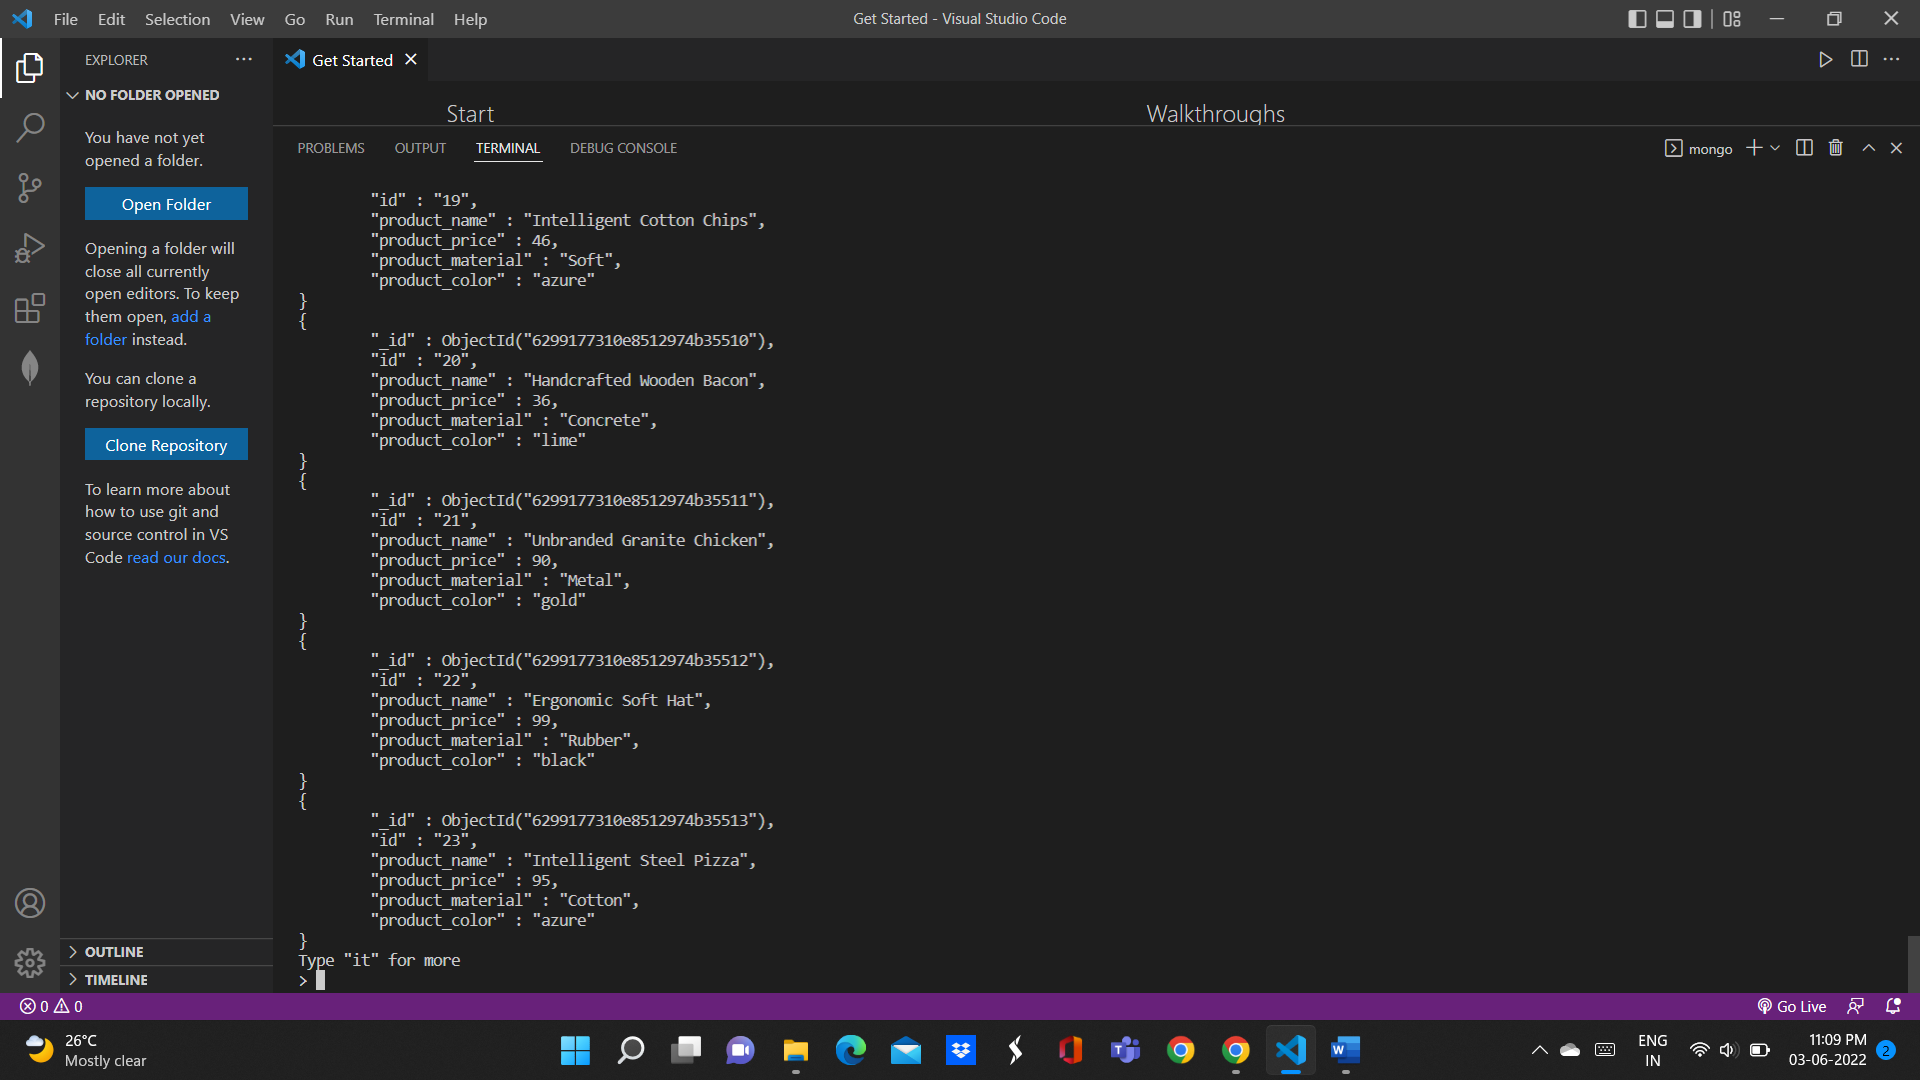 File Edit Selection View Go Run Terminal Help
Get Started - Visual Studio Code
EXPLORER
NO FOLDER OPENED
You have not yet
opened a folder.
Open Folder
Opening a folder will
close all currently
open editors. To keep
them open, add a
folder instead.
You can clone a
repository locally.
Clone Repository
To learn more about
how to use git and
source control in VS
Code read our docs.
OUTLINE
TIMELINE
Get Started
Start
Walkthroughs
PROBLEMS OUTPUT TERMINAL DEBUG CONSOLE
mongo
"id" : "19",
"product_name" : "Intelligent Cotton Chips",
"product_price" : 46,
"product_material" : "Soft",
"product_color" : "azure"
}
{
"_id" : ObjectId("6299177310e8512974b35510"),
"id" : "20",
"product_name" : "Handcrafted Wooden Bacon",
"product_price" : 36,
"product_material" : "Concrete",
"product_color" : "lime"
}
{
"_id" : ObjectId("6299177310e8512974b35511"),
"id" : "21",
"product_name" : "Unbranded Granite Chicken",
"product_price" : 90,
"product_material" : "Metal",
"product_color" : "gold"
}
{
"_id" : ObjectId("6299177310e8512974b35512"),
"id" : "22",
"product_name" : "Ergonomic Soft Hat",
"product_price" : 99,
"product_material" : "Rubber",
"product_color" : "black"
}
{
"_id" : ObjectId("6299177310e8512974b35513"),
"id" : "23",
"product_name" : "Intelligent Steel Pizza",
"product_price" : 95,
"product_material" : "Cotton",
"product_color" : "azure"
}
Type "it" for more
>
0 0
Go Live
26°C
Mostly clear
ENG
IN
11:09 PM
03-06-2022
2